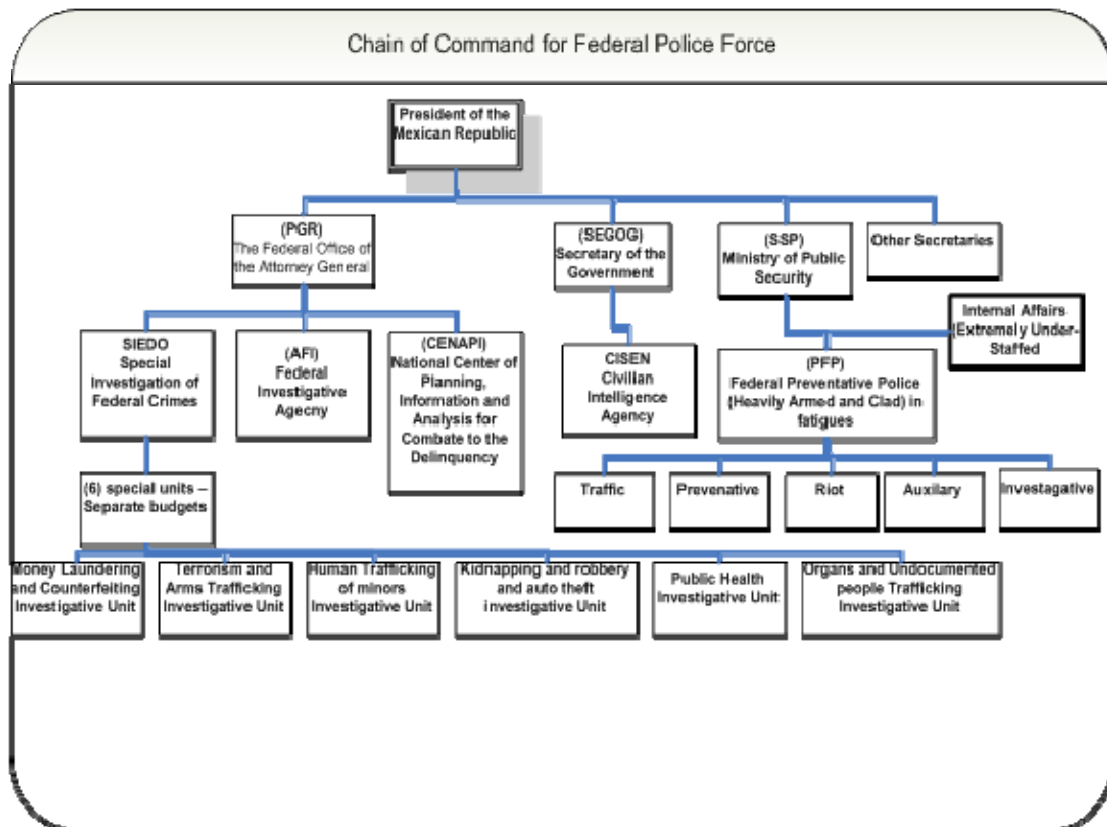 Chain of Command for Federal Police Force
President of the
Mexican Republic
(PGR)
The Federal Office of
the Attorney General
(SEGOG)
Secretary of the
Government
(SSP)
Ministry of Public
Security
Other Secretaries
SIEDO
Special
Investigation of
Federal Crimes
(AFI)
Federal
Investigative
Agecny
(CENAPI)
National Center of
Planning,
Information and
Analysis for
Combate to the
Delinquency
CISEN
Civilian
Intelligence
Agency
Internal Affairs
(Extremely Under-
Staffed
(PFP)
Federal Preventative Police
(Heavily Armed and Clad) in
fatigues
(6) special units –
Separate budgets
Traffic
Prevenative
Riot
Auxilary
Investagative
Money Laundering
and Counterfeiting
Investigative Unit
Terrorism and
Arms Trafficking
Investigative Unit
Human Trafficking
of minors
Investigative Unit
Kidnapping and robbery
and auto theft
investigative Unit
Public Health
Investigative Unit
Organs and Undocumented
people Trafficking
Investigative Unit